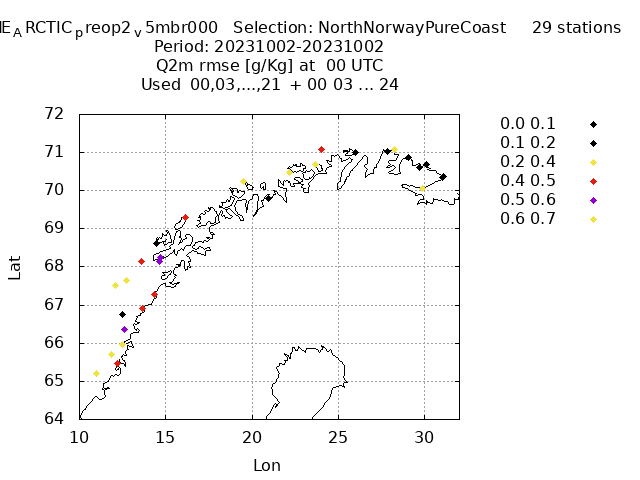 IE_ARCTIC_preop2_v5mbr000 Selection: NorthNorwayPureCoast 29 stations
Period: 20231002-20231002
Q2m rmse [g/Kg] at 00 UTC
Used 00,03,...,21 + 00 03 ... 24
72
71
70
69
68
67
66
65
64
10 15 20 25 30
Lat
Lon
0.0 0.1
0.1 0.2
0.2 0.4
0.4 0.5
0.5 0.6
0.6 0.7